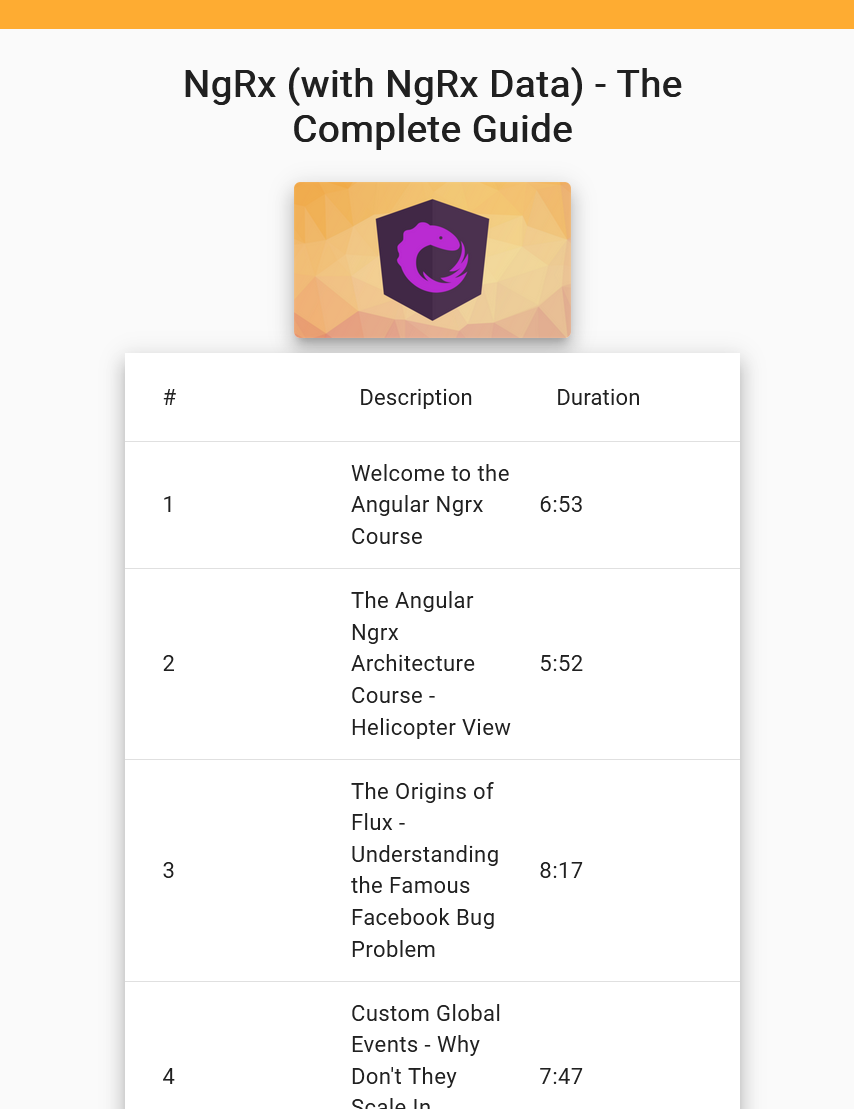 NgRx (with NgRx Data) - The
Complete Guide
# Description Duration
Welcome to the
1 Angular Ngrx 6:53
Course
The Angular
Ngrx
2 Architecture 5:52
Course -
Helicopter View
The Origins of
Flux -
Understanding
3 the Famous 8:17
Facebook Bug
Problem
Custom Global
Events - Why
4 Don't They 7:47
Scale In